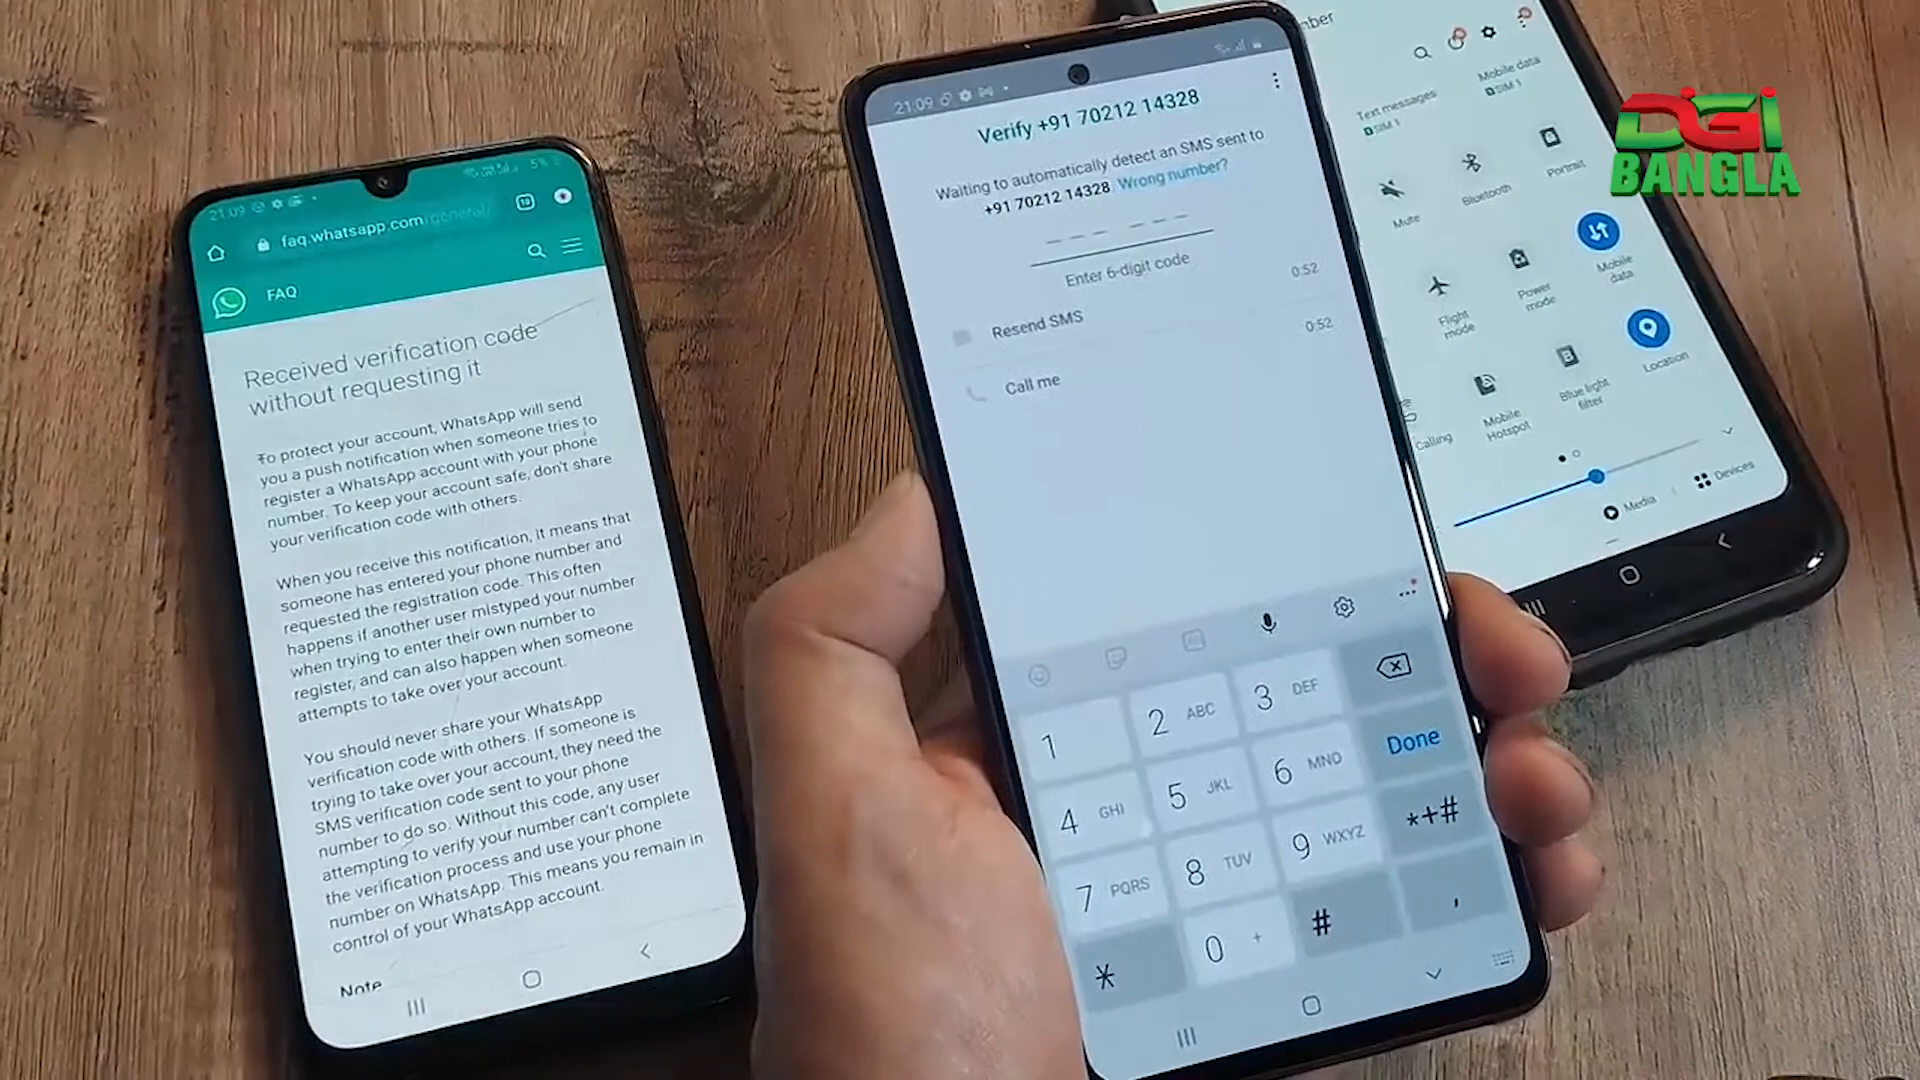 21:09
5%
faq.whatsapp.com/general/
FAQ
Received verification code
without requesting it
To protect your account, WhatsApp will send
you a push notification when someone tries to
register a WhatsApp account with your phone
number. To keep your account safe, don't share
your verification code with others.
When you receive this notification, it means that
someone has entered your phone number and
requested the registration code. This often
happens if another user mistyped your number
when trying to enter their own number to
register, and can also happen when someone
attempts to take over your account.
You should never share your WhatsApp
verification code with others. If someone is
trying to take over your account, they need the
SMS verification code sent to your phone
number to do so. Without this code, any user
attempting to verify your number can't complete
the verification process and use your phone
number on WhatsApp. This means you remain in
control of your WhatsApp account.
Note
21:09
Verify +91 70212 14328
Waiting to automatically detect an SMS sent to
+91 70212 14328. Wrong number?
Enter 6-digit code
Resend SMS 0:52
Call me 0:52
1 2 ABC 3 DEF
4 GHI 5 JKL 6 MNO Done
7 PQRS 8 TUV 9 WXYZ *+#
* 0 + # ,
Text messages
SIM 1
Mobile data
SIM 1
Mute
Bluetooth
Portrait
Flight
mode
Power
mode
Mobile
data
Calling
Mobile
Hotspot
Blue light
filter
Location
Media
Devices
DiGi
BANGLA